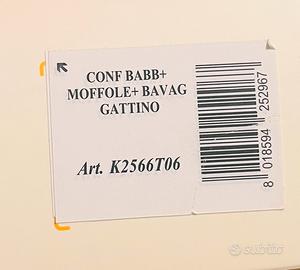 CONF BABB+
MOFFOLE+ BAVAG
GATTINO
Art. K2566T06
8 018594 252967
subito